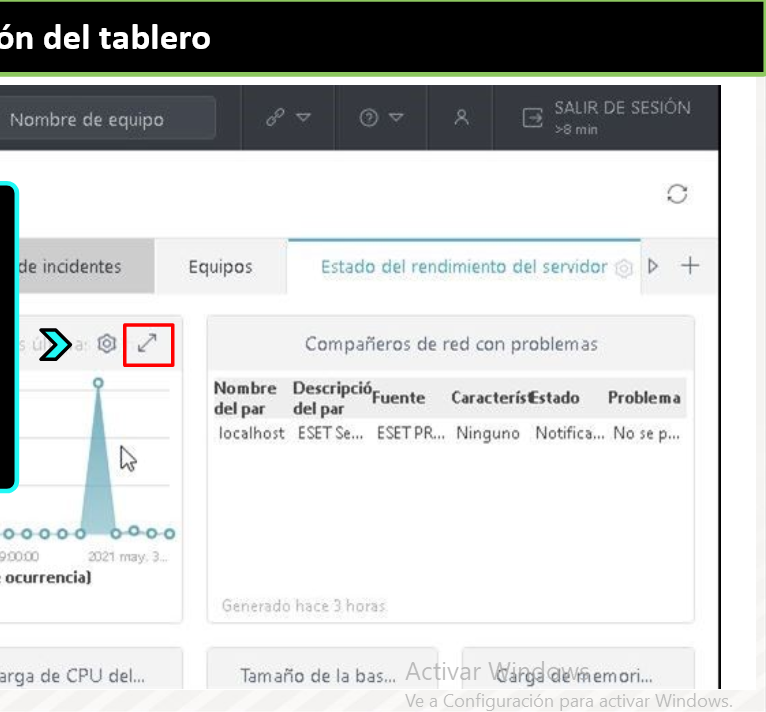 ón del tablero
Nombre de equipo
SALIR DE SESIÓN
>8 min
de incidentes
Equipos
Estado del rendimiento del servidor
Compañeros de red con problemas
Nombre del par Descripció del par Fuente Caracterís Estado Problema
localhost ESET Se... ESET PR... Ninguno Notifica... No se p...
9:00:00
2021 may. 3...
ocurrencia)
Generado hace 3 horas
arga de CPU del...
Tamaño de la bas...
Carga de memori...
Activar Windows
Ve a Configuración para activar Windows.